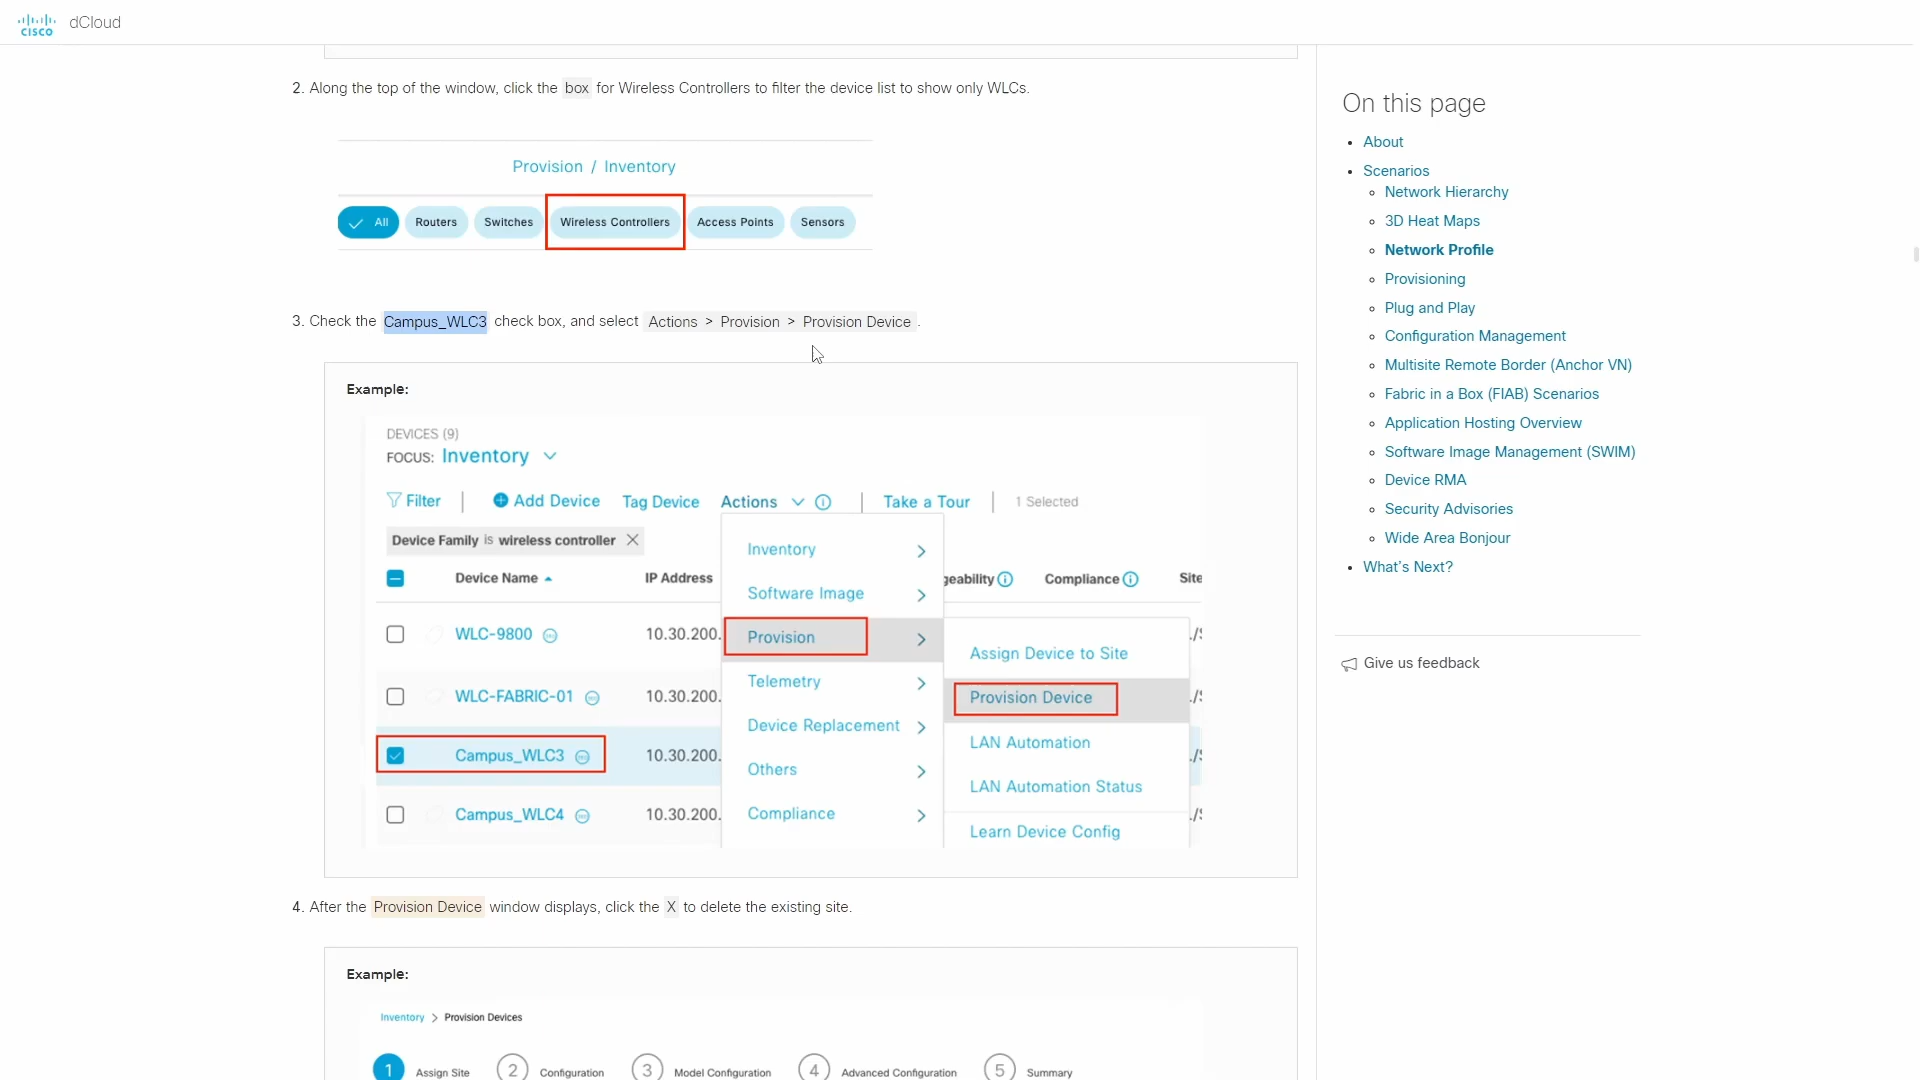 CISCO dCloud
2. Along the top of the window, click the box for Wireless Controllers to filter the device list to show only WLCs.
Provision / Inventory
All Routers Switches Wireless Controllers Access Points Sensors
3. Check the Campus_WLC3 check box, and select Actions > Provision > Provision Device .
Example:
DEVICES (9)
FOCUS: Inventory
Filter | Add Device Tag Device Actions | Take a Tour | 1 Selected
Device Family is wireless controller
Device Name IP Address geability Compliance Site
Inventory
Software Image
WLC-9800 10.30.200.
Provision
Assign Device to Site
WLC-FABRIC-01 10.30.200.
Telemetry
Provision Device
Device Replacement
LAN Automation
Campus_WLC3 10.30.200.
Others
LAN Automation Status
Campus_WLC4 10.30.200.
Compliance
Learn Device Config
4. After the Provision Device window displays, click the X to delete the existing site.
Example:
Inventory > Provision Devices
1 Assign Site 2 Configuration 3 Model Configuration 4 Advanced Configuration 5 Summary
On this page
• About
• Scenarios
Network Hierarchy
3D Heat Maps
Network Profile
Provisioning
Plug and Play
Configuration Management
Multisite Remote Border (Anchor VN)
Fabric in a Box (FIAB) Scenarios
Application Hosting Overview
Software Image Management (SWIM)
Device RMA
Security Advisories
Wide Area Bonjour
• What's Next?
Give us feedback